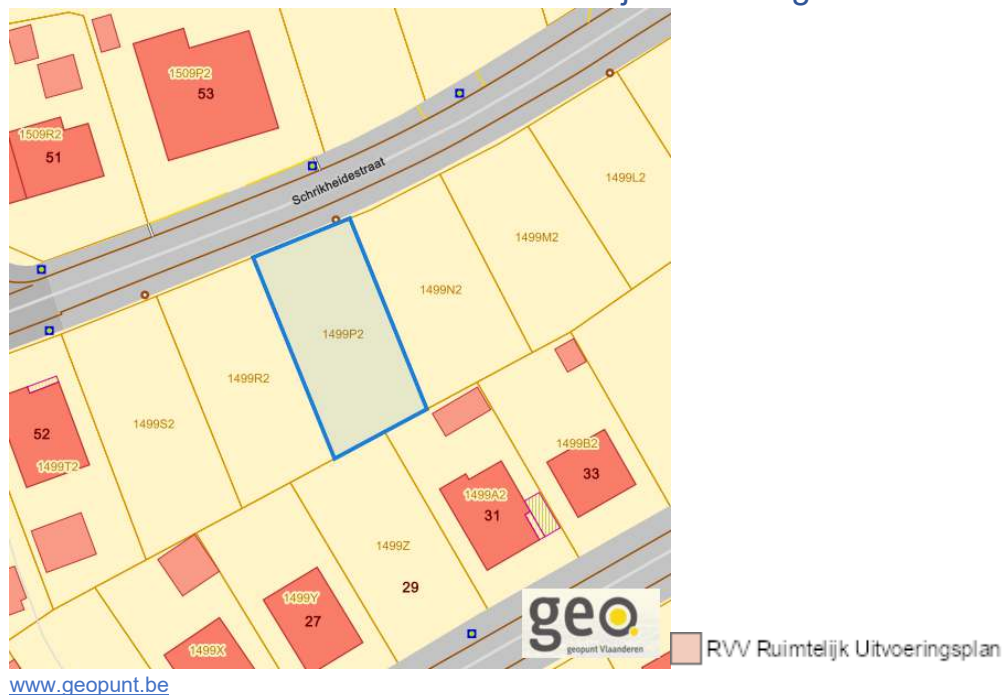 1509P2
53
1509R2
51
Schrikheidestraat
1499L2
1499M2
1499N2
1499P2
1499R2
1499S2
52
1499T2
1499B2
33
1499A2
31
1499Z
29
1499Y
27
1499X
geo.
geopunt Vlaanderen
RVV Ruimtelijk Uitvoeringsplan
www.geopunt.be